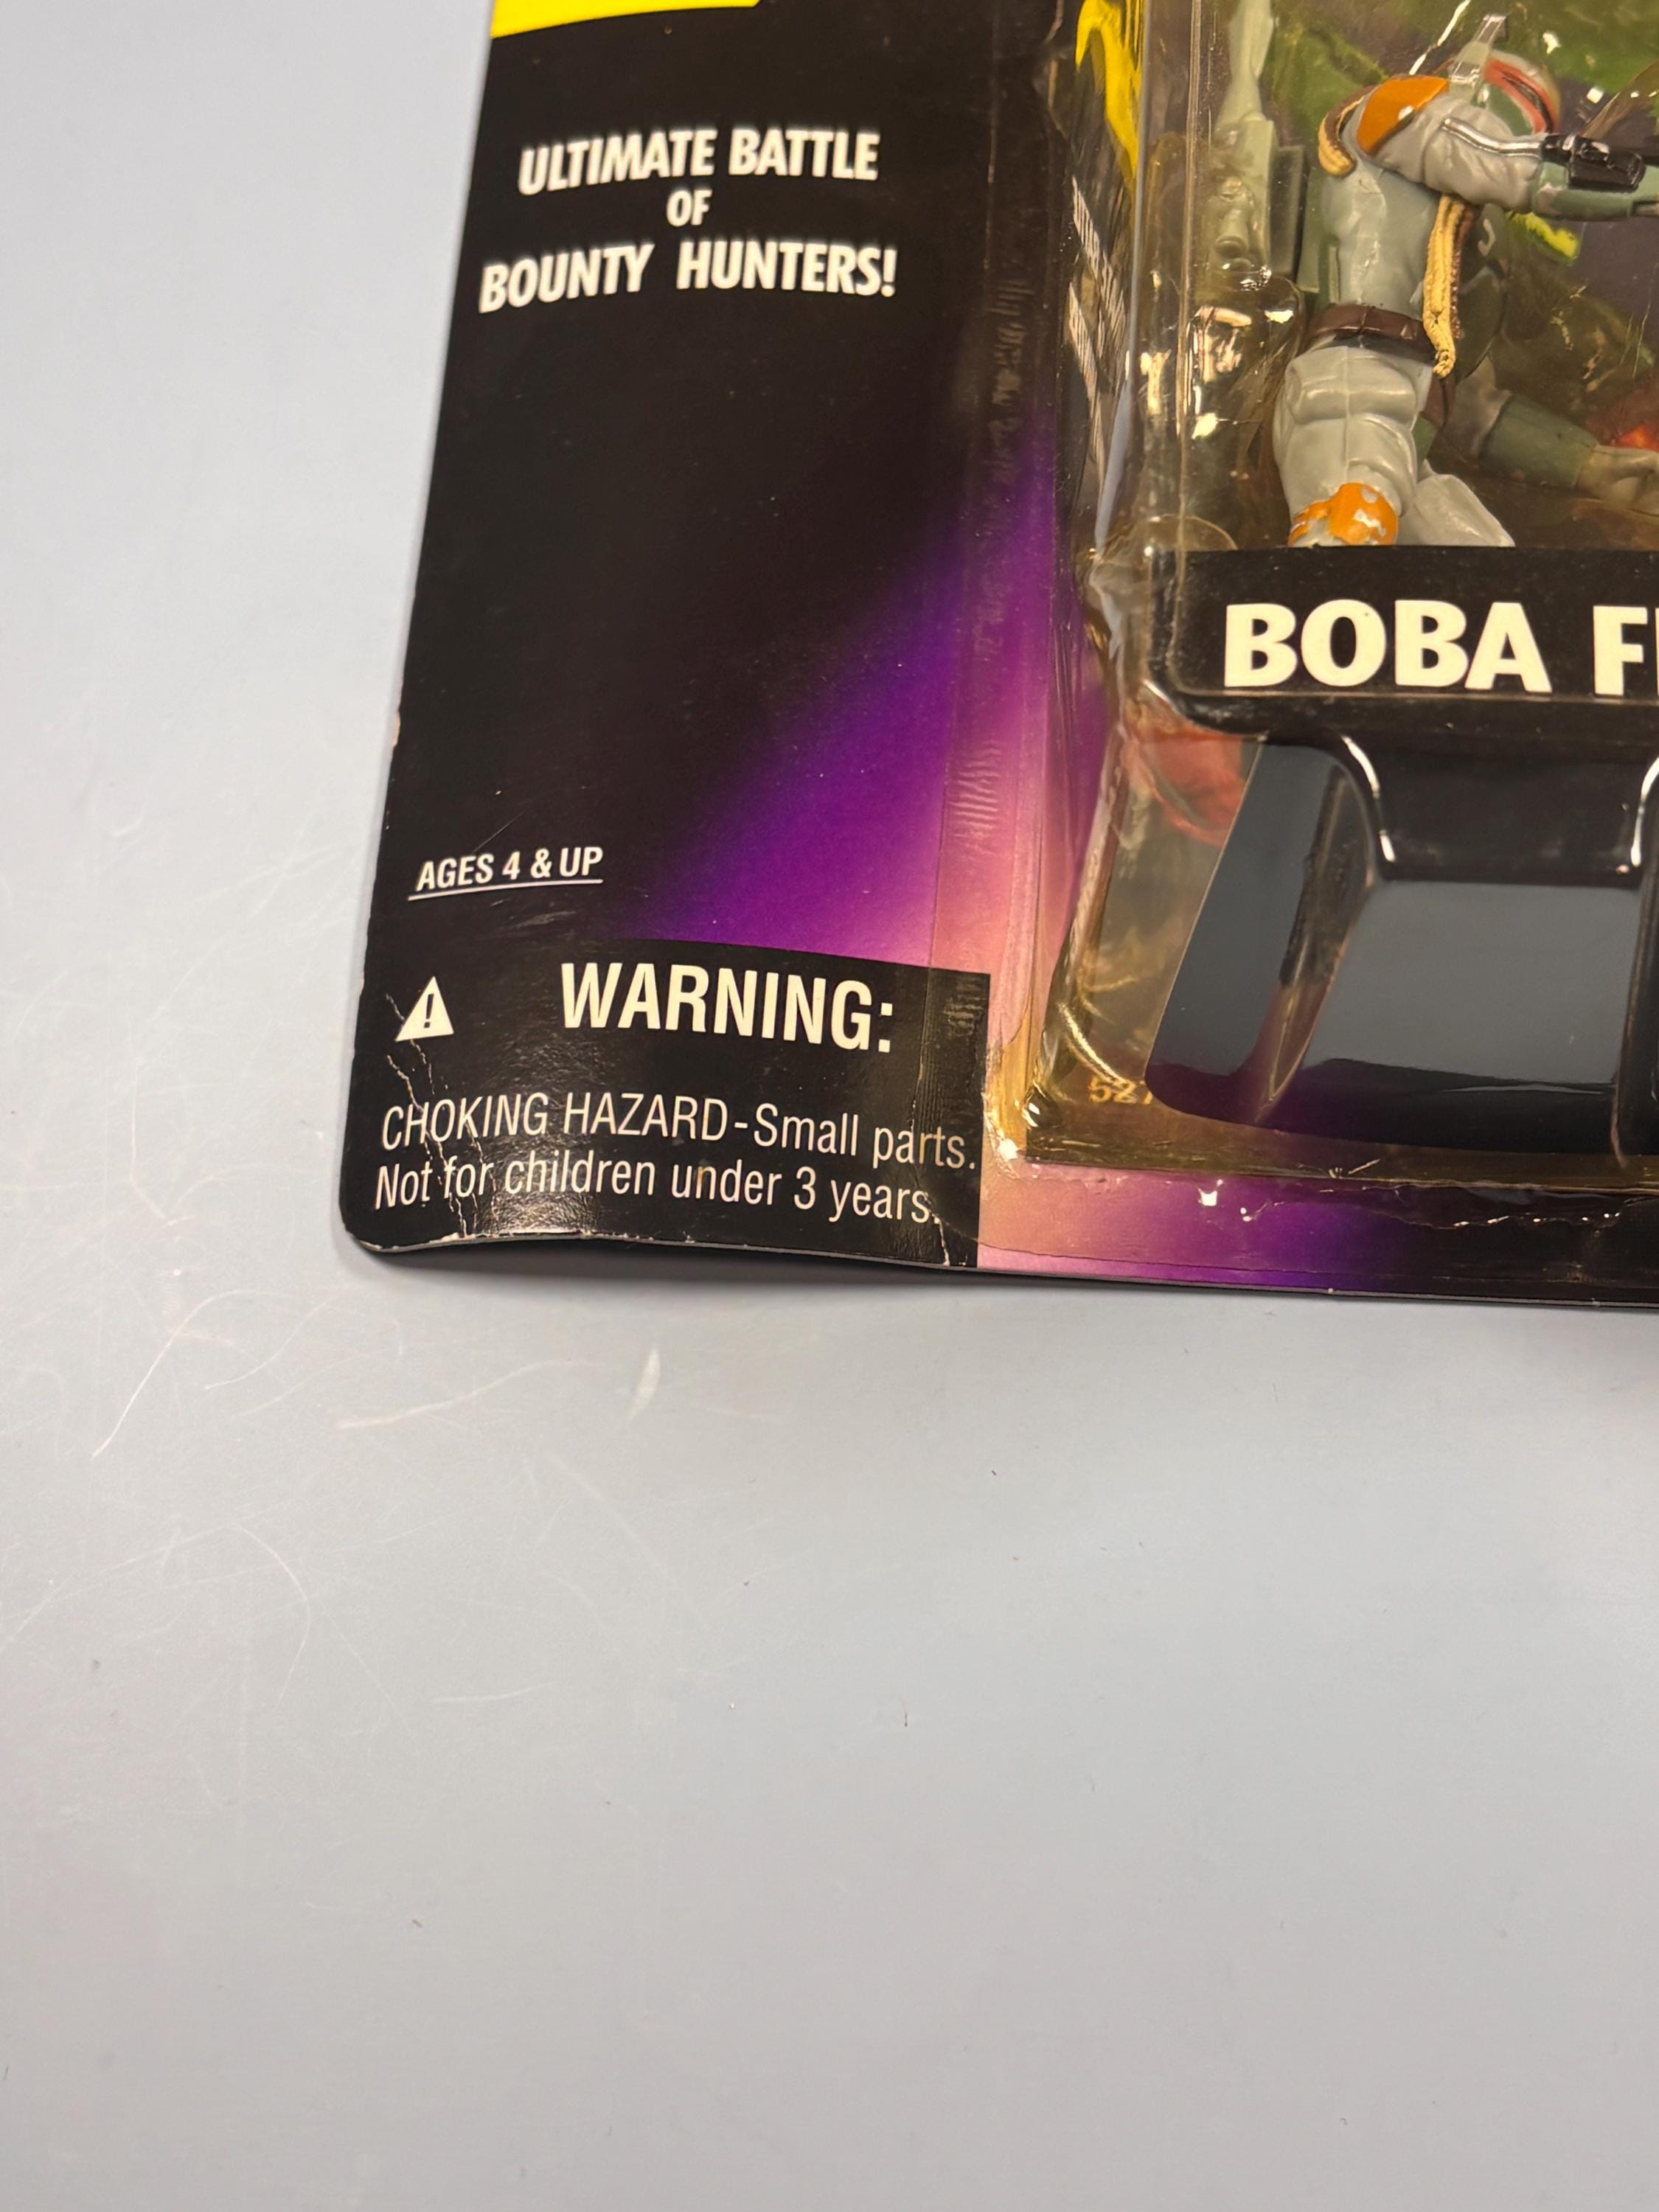 ULTIMATE BATTLE
OF
BOUNTY HUNTERS!
BOBA
AGES 4 & UP
WARNING:
CHOKING HAZARD-Small parts.
Not for children under 3 years.